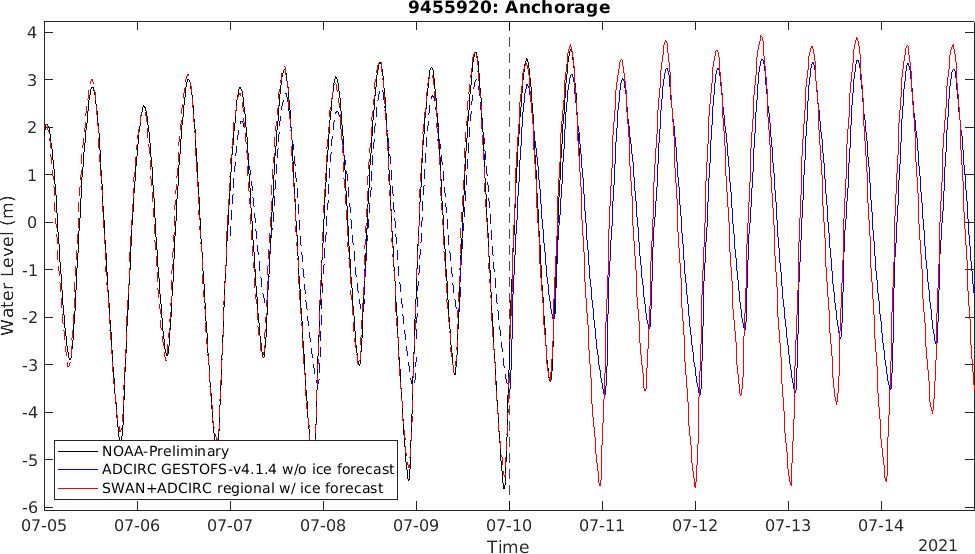 9455920: Anchorage
Water Level (m)
4
3
2
1
0
-1
-2
-3
-4
-5
-6
NOAA-Preliminary
ADCIRC GESTOFS-v4.1.4 w/o ice forecast
SWAN+ADCIRC regional w/ ice forecast
07-05 07-06 07-07 07-08 07-09 07-10 07-11 07-12 07-13 07-14
Time
2021